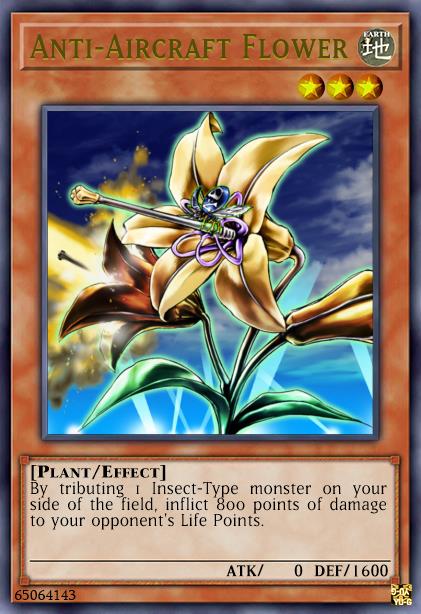 ANTI-AIRCRAFT FLOWER
EARTH
地
[PLANT/EFFECT]
By tributing 1 Insect-Type monster on your
side of the field, inflict 800 points of damage
to your opponent's Life Points.
ATK/ 0 DEF/1600
65064143